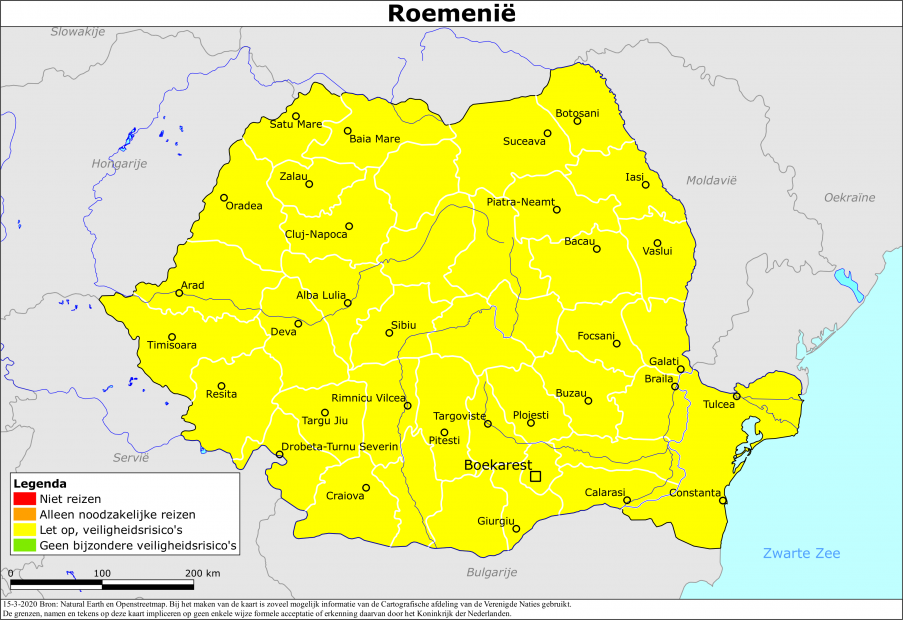 Roemenië
Slowakije
Botosani
Satu Mare
Baia Mare
Suceava
Hongarije
Zalau
Iasi
Moldavië
Oekraïne
Oradea
Piatra-Neamt
Cluj-Napoca
Bacau
Vaslui
Arad
Alba Lulia
Deva
Sibiu
Timisoara
Focsani
Galati
Braila
Resita
Rimnicu Vilcea
Buzau
Tulcea
Targu Jiu
Targoviste
Ploiesti
Pitesti
Drobeta-Turnu Severin
Servië
Boekarest
Craiova
Calarasi
Constanta
Giurgiu
Zwarte Zee
Bulgarije
Legenda
Niet reizen
Alleen noodzakelijke reizen
Let op, veiligheidsrisico's
Geen bijzondere veiligheidsrisico's
0 100 200 km
15-3-2020 Bron: Natural Earth en Openstreetmap. Bij het maken van de kaart is zoveel mogelijk informatie van de Cartografische afdeling van de Verenigde Naties gebruikt.
De grenzen, namen en tekens op deze kaart impliceren op geen enkele wijze formele acceptatie of erkenning daarvan door het Koninkrijk der Nederlanden.